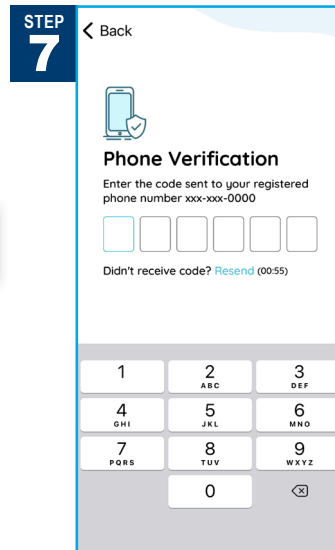 STEP
7
Back
Phone Verification
Enter the code sent to your registered
phone number xxx-xxx-0000
Didn't receive code? Resend (00:55)
1
2
ABC
3
DEF
4
GHI
5
JKL
6
MNO
7
PQRS
8
TUV
9
WXYZ
0